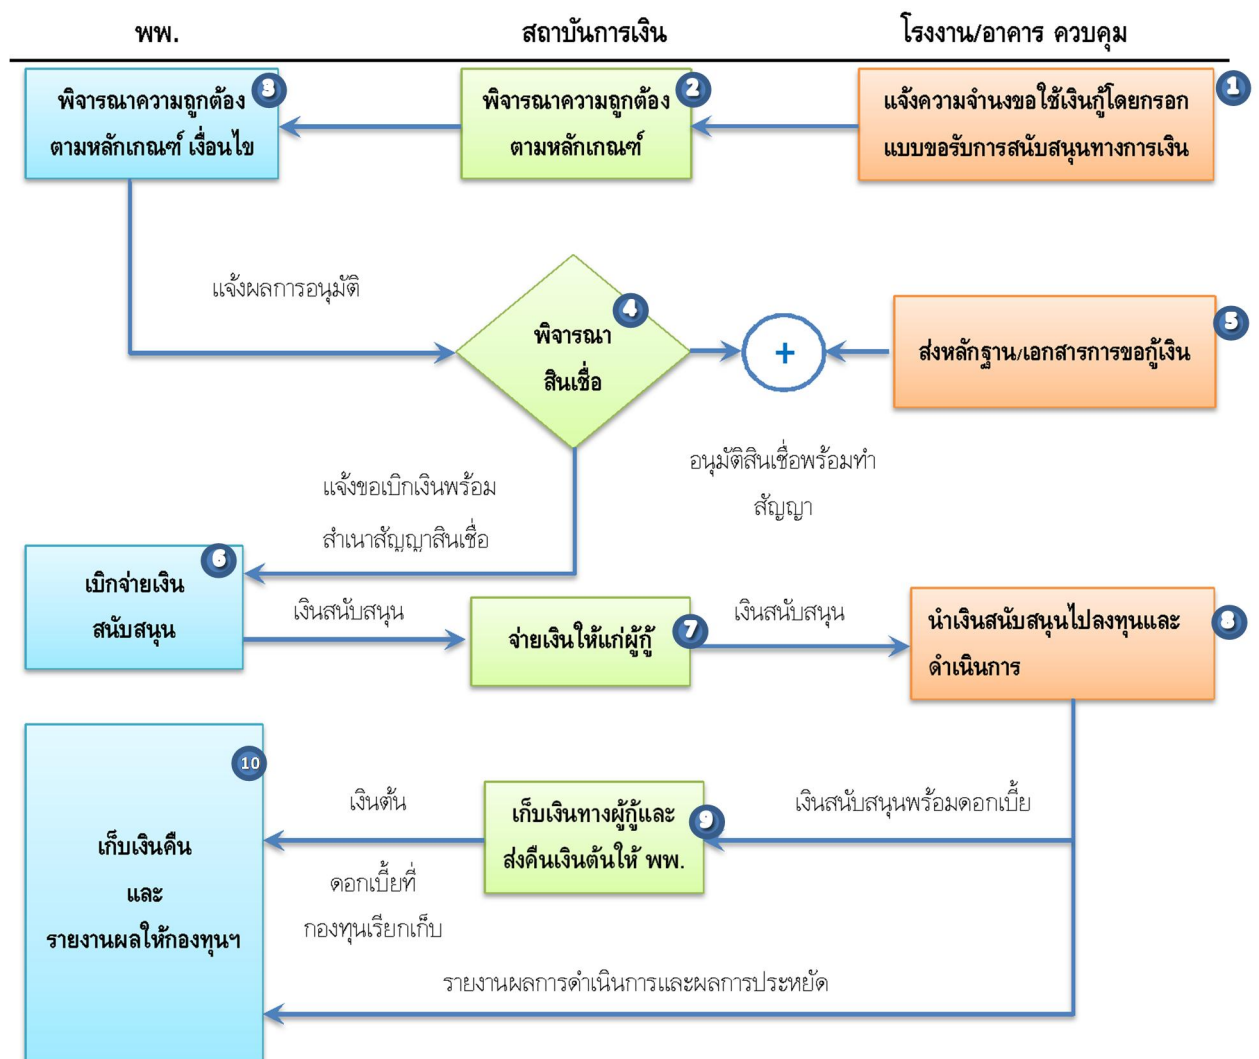 พพ.
สถาบันการเงิน
โรงงาน/อาคาร ควบคุม
พิจารณาความถูกต้อง
ตามหลักเกณฑ์ เงื่อนไข
3
พิจารณาความถูกต้อง
ตามหลักเกณฑ์
2
แจ้งความจำนงขอใช้เงินกู้โดยกรอก
แบบขอรับการสนับสนุนทางการเงิน
1
แจ้งผลการอนุมัติ
พิจารณา
สินเชื่อ
4
+
ส่งหลักฐาน/เอกสารการขอกู้เงิน
5
อนุมัติสินเชื่อพร้อมทำ
สัญญา
แจ้งขอเบิกเงินพร้อม
สำเนาสัญญาสินเชื่อ
เบิกจ่ายเงิน
สนับสนุน
6
เงินสนับสนุน
จ่ายเงินให้แก่ผู้กู้
7
เงินสนับสนุน
นำเงินสนับสนุนไปลงทุนและ
ดำเนินการ
8
เก็บเงินคืน
และ
รายงานผลให้กองทุนฯ
10
เงินต้น
ดอกเบี้ยที่
กองทุนเรียกเก็บ
เก็บเงินทางผู้กู้และ
ส่งคืนเงินต้นให้ พพ.
9
เงินสนับสนุนพร้อมดอกเบี้ย
รายงานผลการดำเนินการและผลการประหยัด